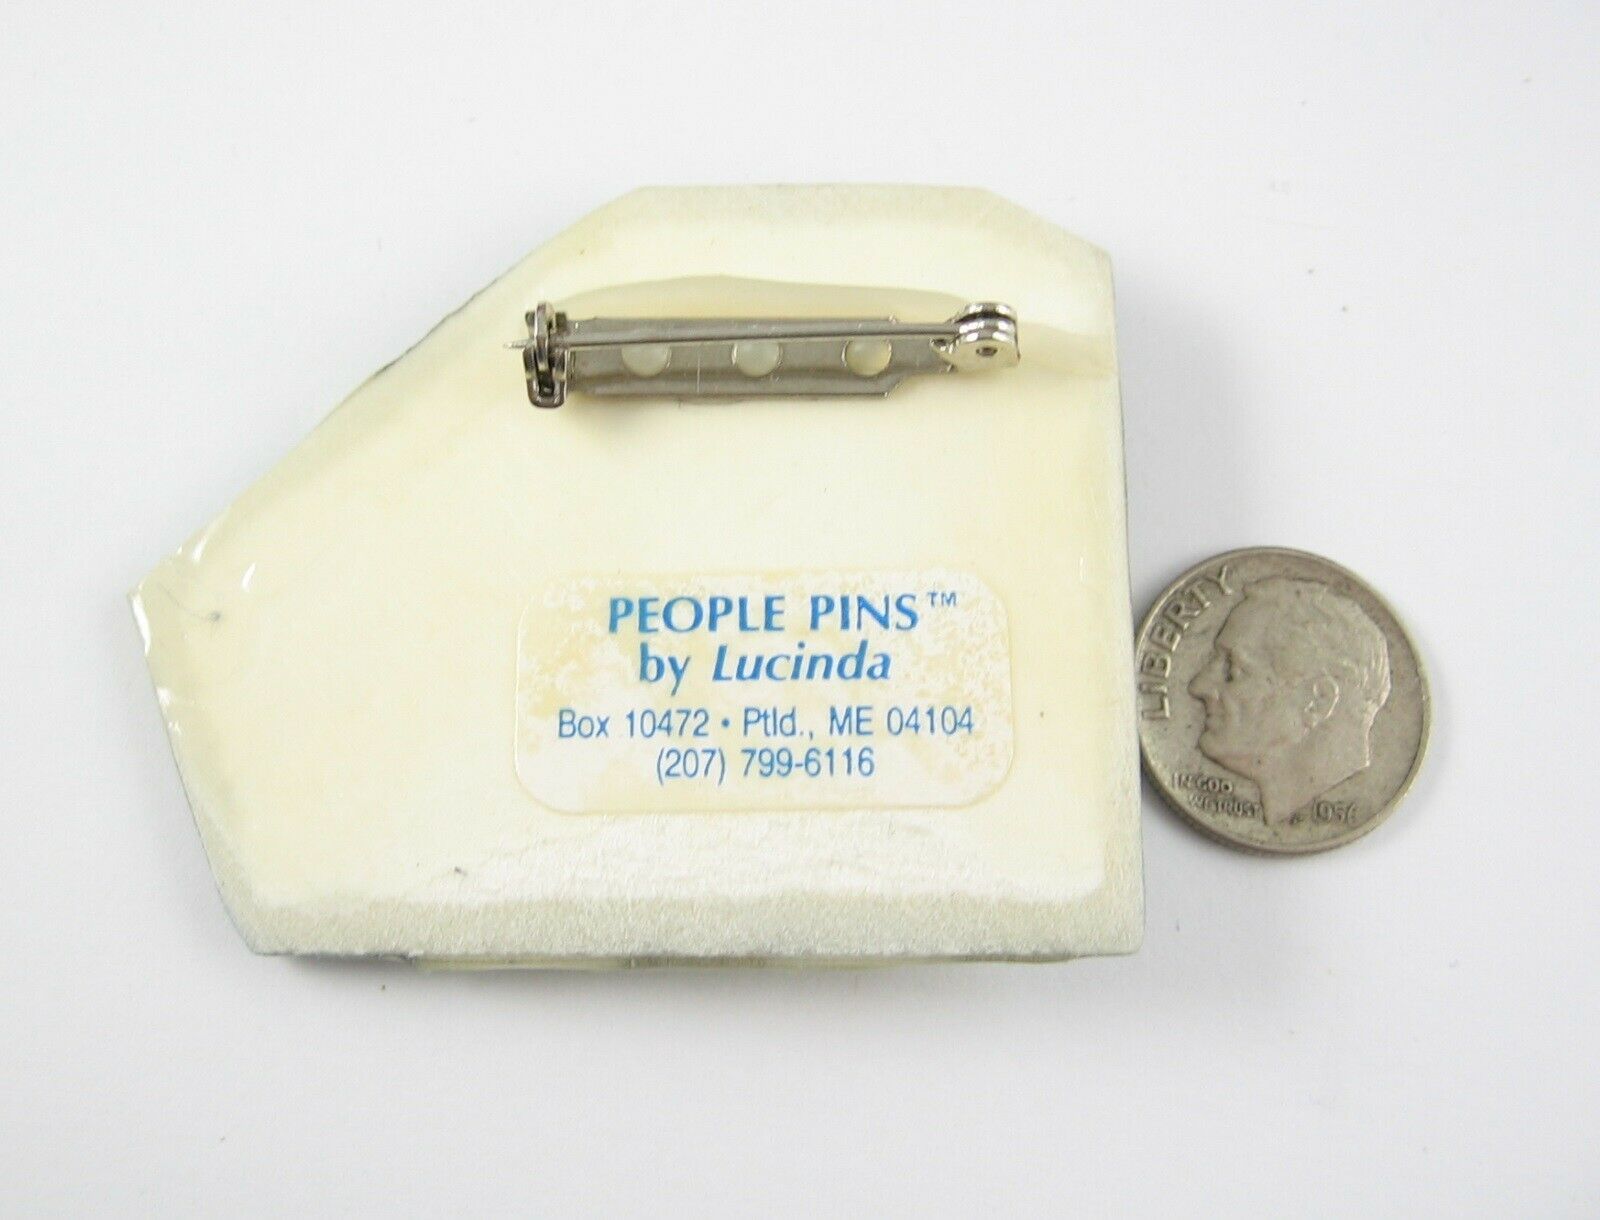 PEOPLE PINS™
by Lucinda
Box 10472 • Ptld., ME 04104
(207) 799-6116
LIBERTY
IN GOD
WE TRUST